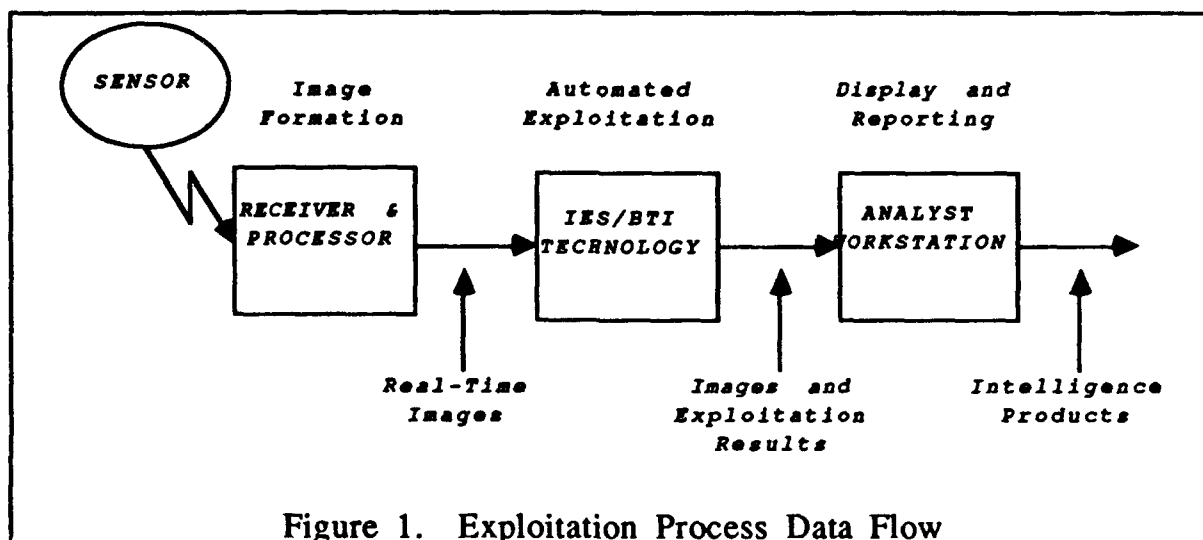 SENSOR
Image
Formation
Automated
Exploitation
Display and
Reporting
RECEIVER &
PROCESSOR
IES/BTI
TECHNOLOGY
ANALYST
WORKSTATION
Real-Time
Images
Images and
Exploitation
Results
Intelligence
Products
Figure 1. Exploitation Process Data Flow